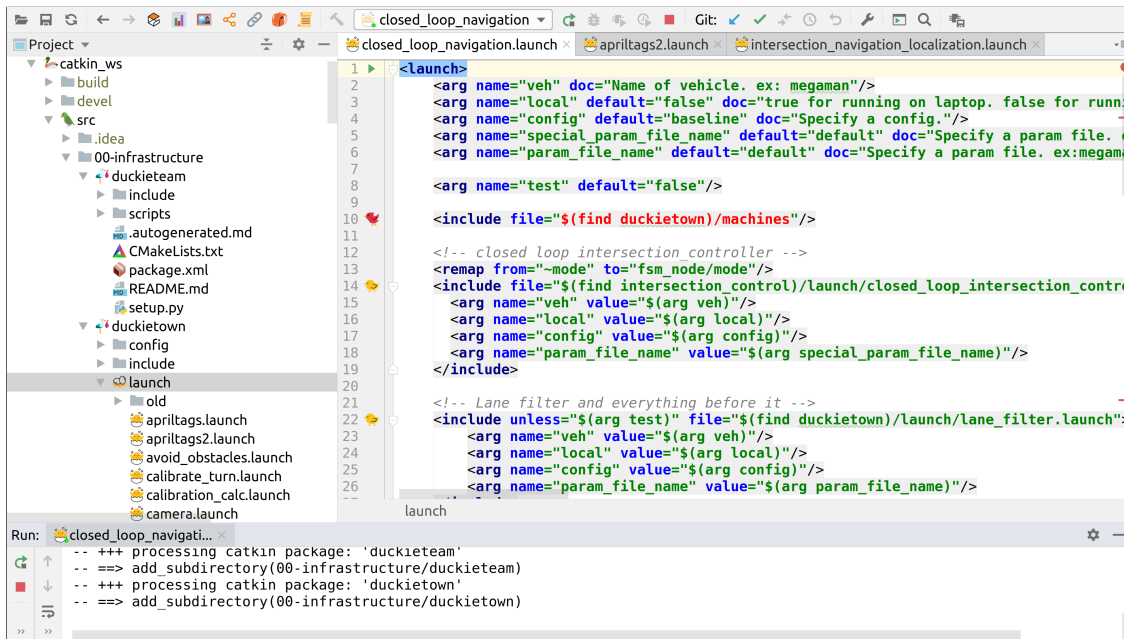 closed_loop_navigation
Git:
Project
closed_loop_navigation.launch
apriltags2.launch
intersection_navigation_localization.launch
catkin_ws
build
devel
src
.idea
00-infrastructure
duckieteam
include
scripts
.autogenerated.md
CMakeLists.txt
package.xml
README.md
setup.py
duckietown
config
include
launch
old
apriltags.launch
apriltags2.launch
avoid_obstacles.launch
calibrate_turn.launch
calibration_calc.launch
camera.launch
1 <launch>
2 <arg name="veh" doc="Name of vehicle. ex: megaman"/>
3 <arg name="local" default="false" doc="true for running on laptop. false for runni
4 <arg name="config" default="baseline" doc="Specify a config."/>
5 <arg name="special_param_file_name" default="default" doc="Specify a param file. e
6 <arg name="param_file_name" default="default" doc="Specify a param file. ex:megama
7
8 <arg name="test" default="false"/>
9
10 <include file="$(find duckietown)/machines"/>
11
12 <!-- closed loop intersection_controller -->
13 <remap from="~mode" to="fsm_node/mode"/>
14 <include file="$(find intersection_control)/launch/closed_loop_intersection_contro
15 <arg name="veh" value="$(arg veh)"/>
16 <arg name="local" value="$(arg local)"/>
17 <arg name="config" value="$(arg config)"/>
18 <arg name="param_file_name" value="$(arg special_param_file_name)"/>
19 </include>
20
21 <!-- Lane filter and everything before it -->
22 <include unless="$(arg test)" file="$(find duckietown)/launch/lane_filter.launch">
23 <arg name="veh" value="$(arg veh)"/>
24 <arg name="local" value="$(arg local)"/>
25 <arg name="config" value="$(arg config)"/>
26 <arg name="param_file_name" value="$(arg param_file_name)"/>
launch
Run: closed_loop_navigati...
-- +++ processing catkin package: 'duckieteam'
-- ==> add_subdirectory(00-infrastructure/duckieteam)
-- +++ processing catkin package: 'duckietown'
-- ==> add_subdirectory(00-infrastructure/duckietown)